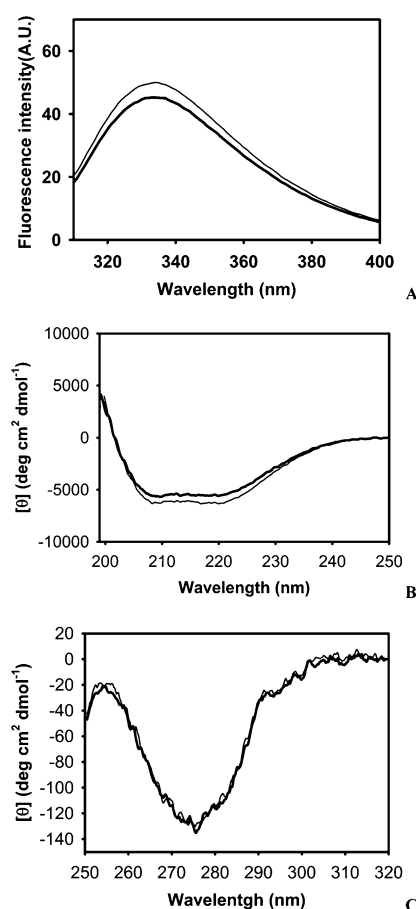 Fluorescence intensity(A.U.)
60
40
20
0
320 340 360 380 400
Wavelength (nm)
A
[θ] (deg cm² dmol⁻¹)
10000
5000
0
-5000
-10000
200 210 220 230 240 250
Wavelength (nm)
B
[θ] (deg cm² dmol⁻¹)
20
0
-20
-40
-60
-80
-100
-120
-140
250 260 270 280 290 300 310 320
Wavelentgh (nm)
C